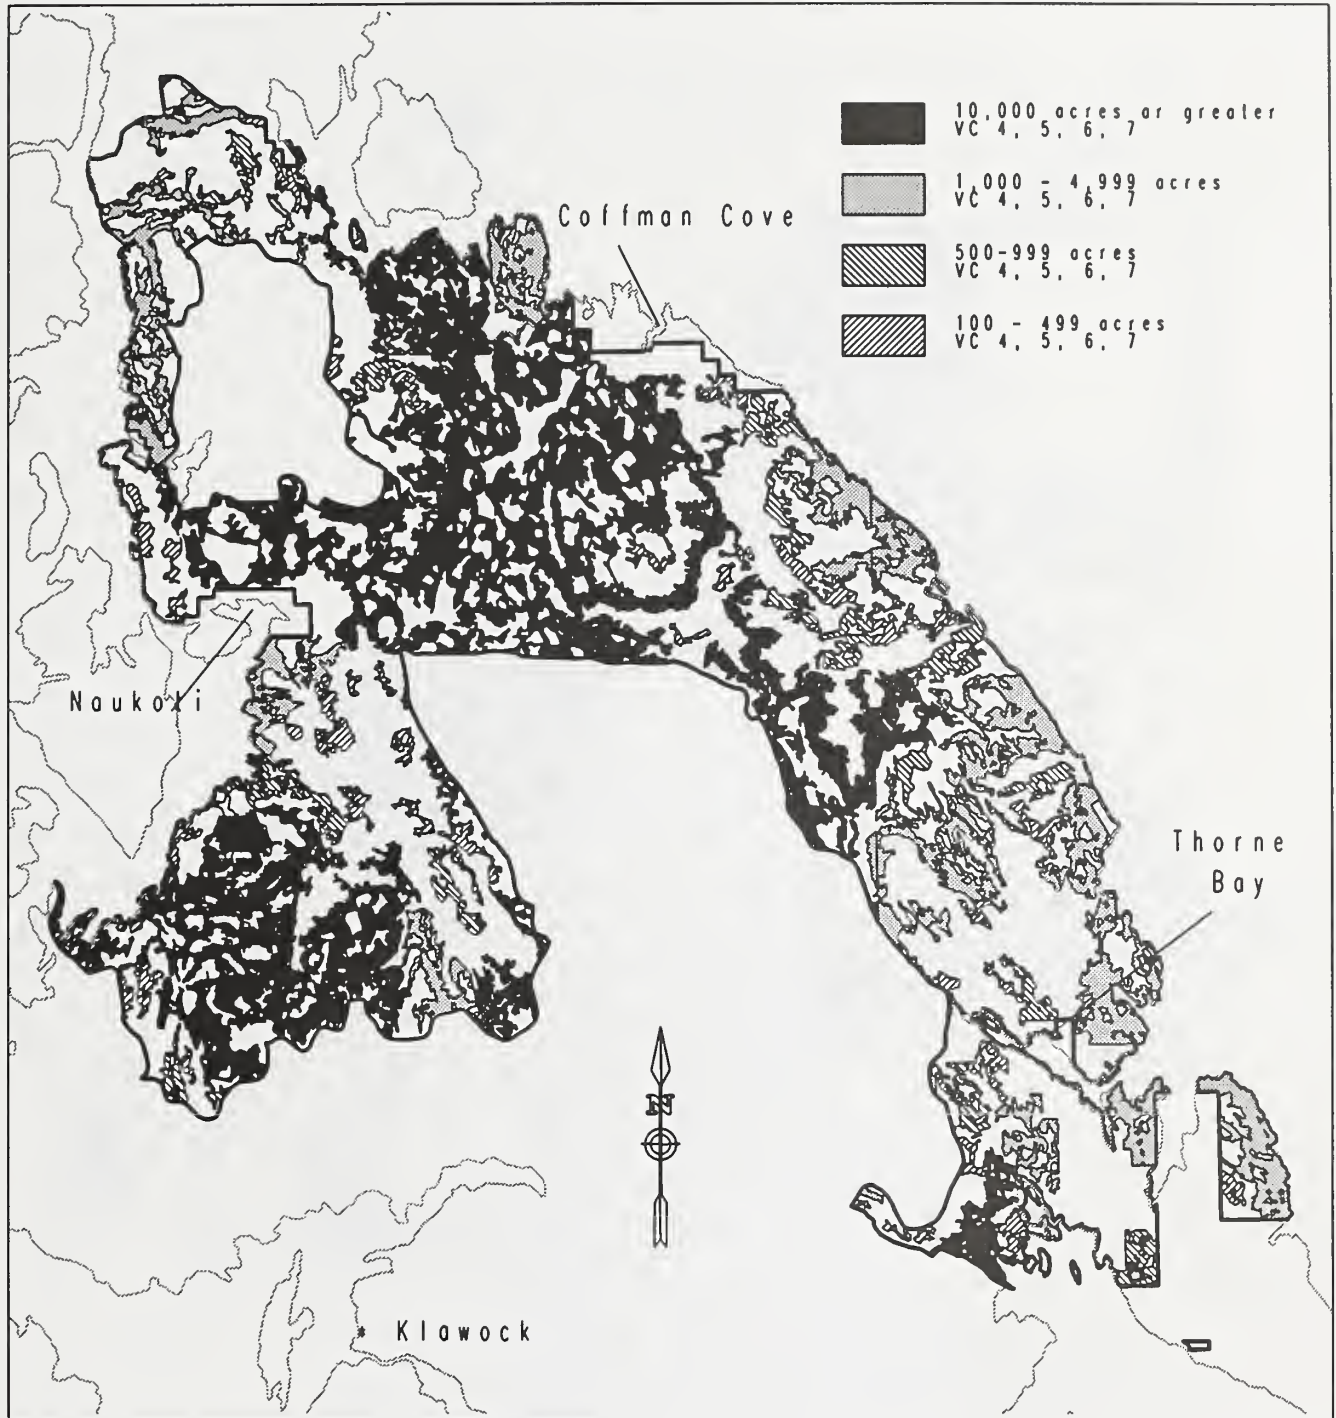 10,000 acres ar greater
VC 4, 5, 6, 7
1,000 - 4,999 acres
VC 4, 5, 6, 7
500-999 acres
VC 4, 5, 6, 7
100 - 499 acres
VC 4, 5, 6, 7
Coffman Cove
Naukati
Thorne
Bay
N
* Klawock